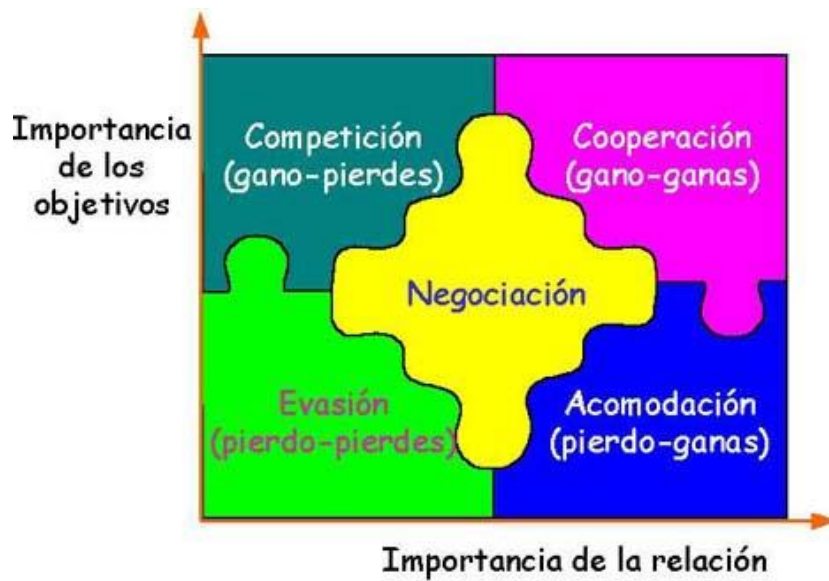 Importancia
de los
objetivos
Competición
(gano-pierdes)
Cooperación
(gano-ganas)
Negociación
Evasión
(pierdo-pierdes)
Acomodación
(pierdo-ganas)
Importancia de la relación